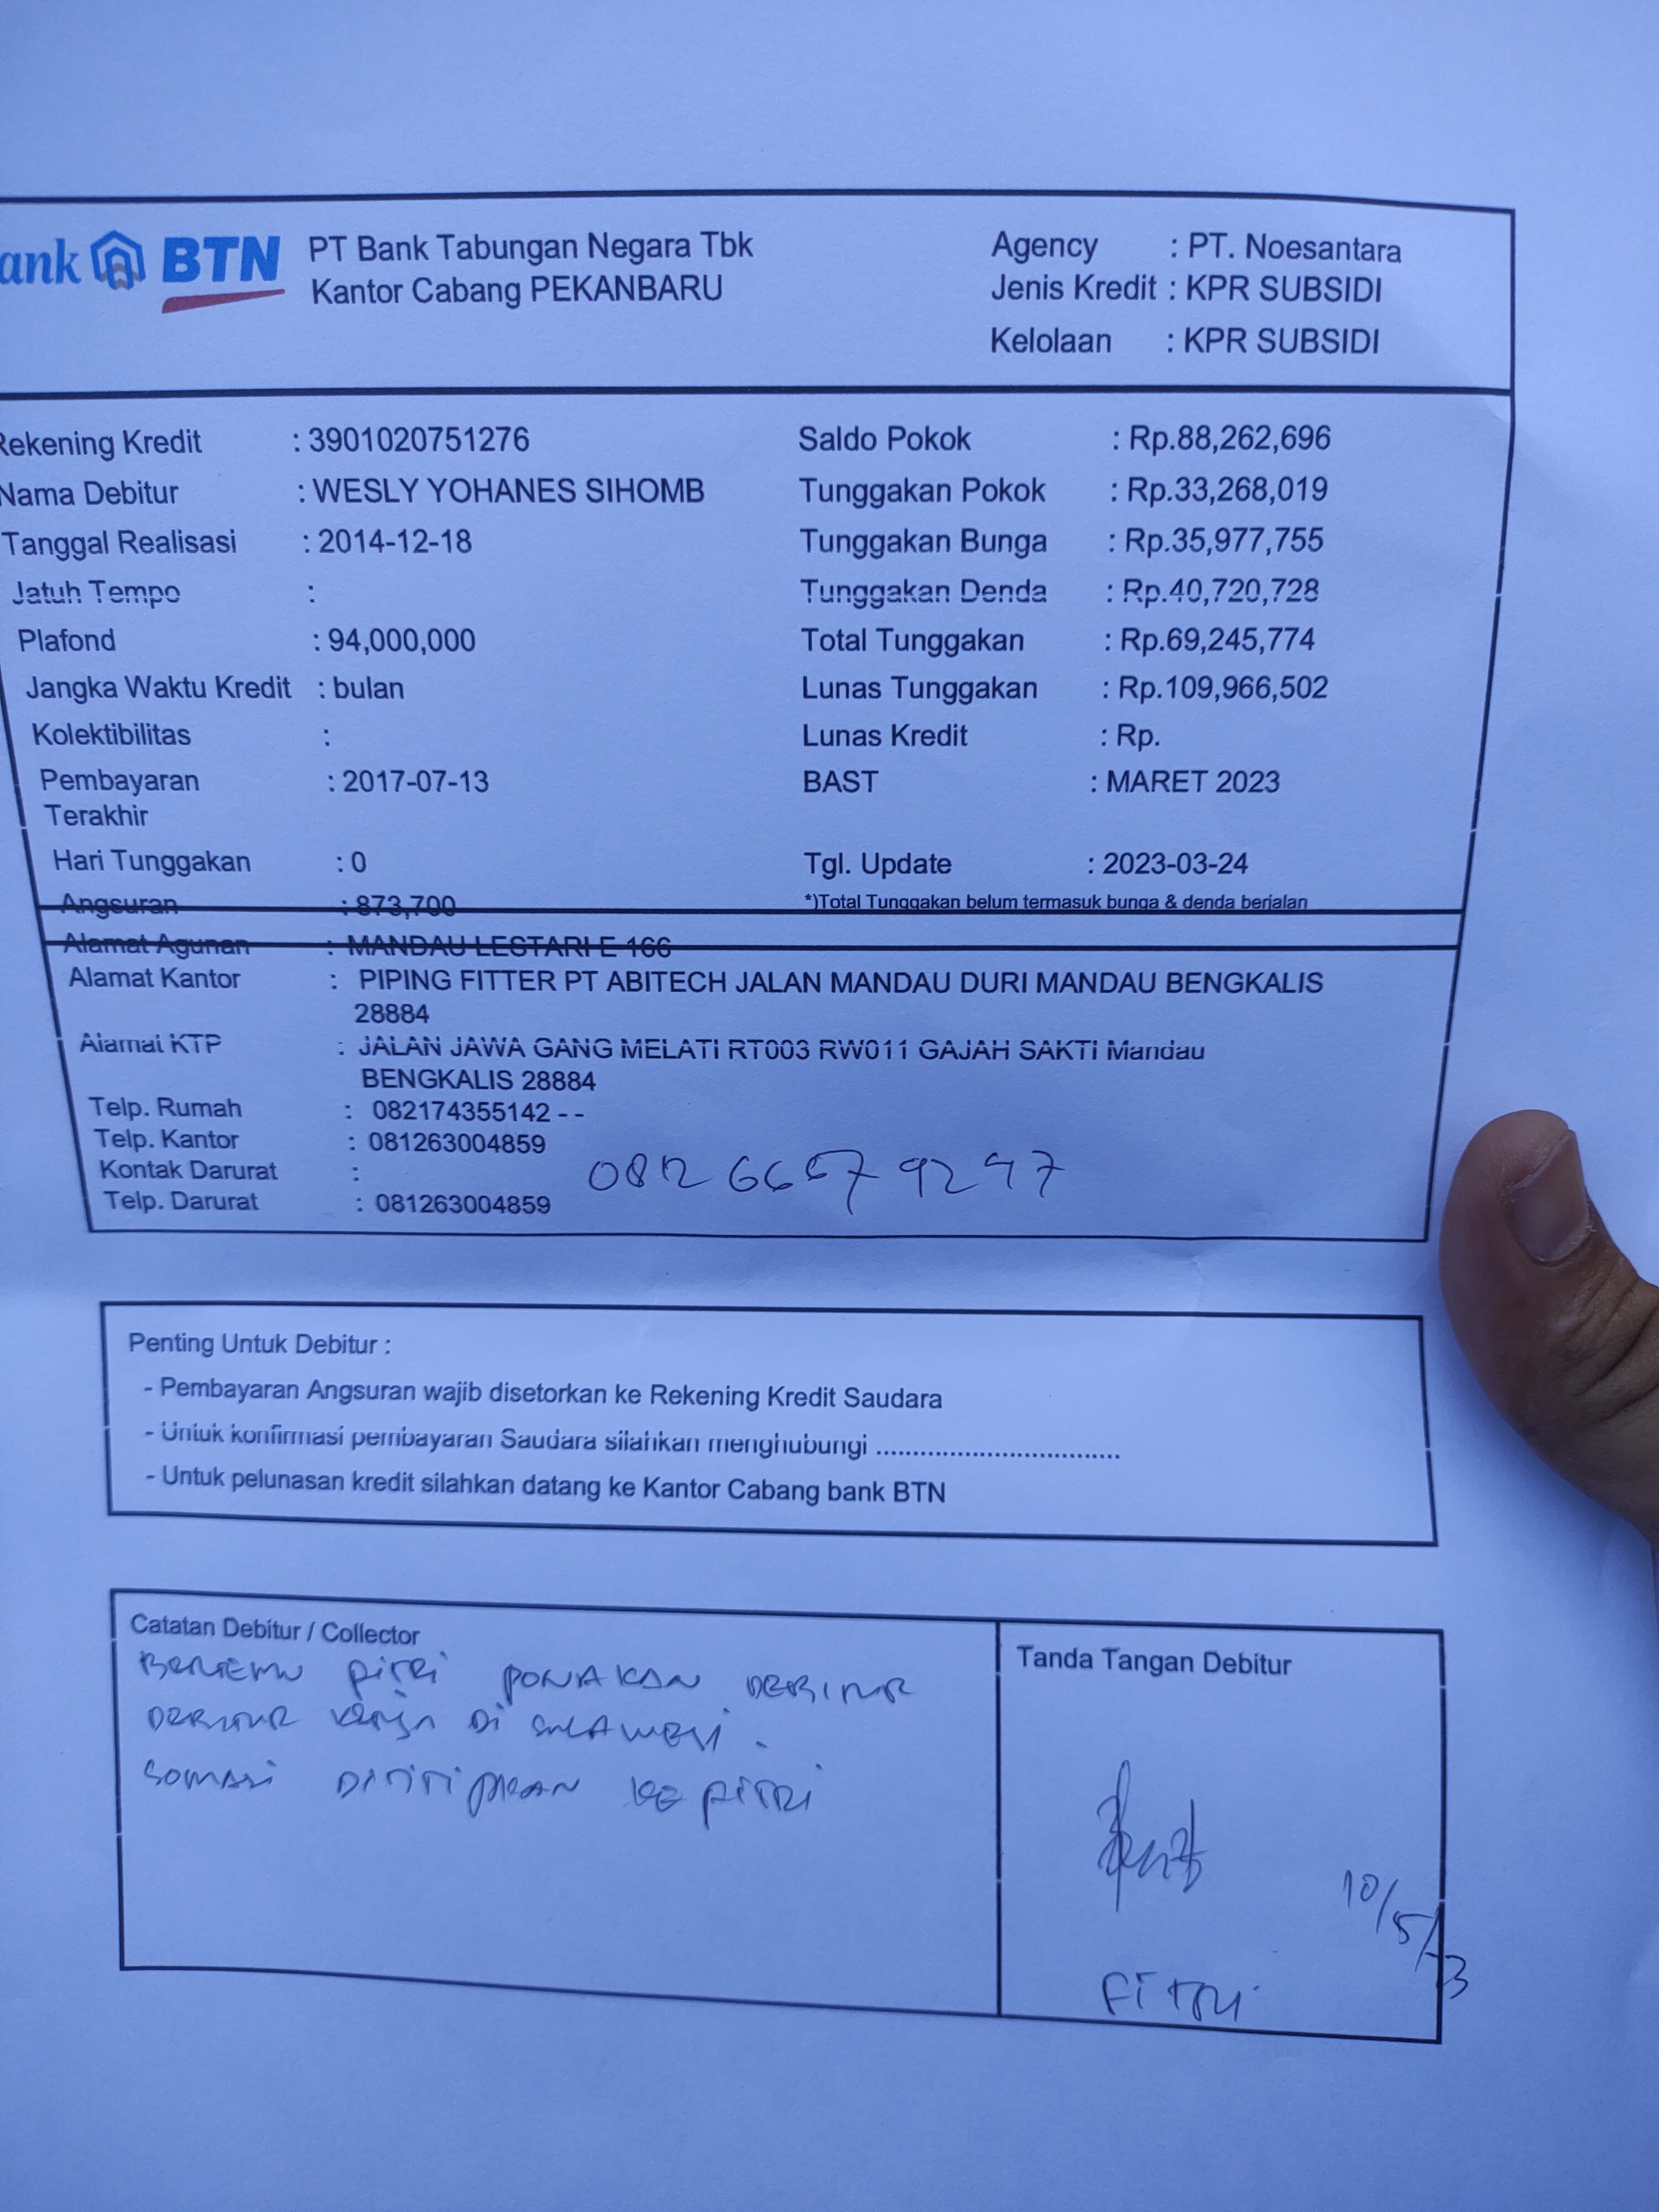 ank BTN
PT Bank Tabungan Negara Tbk
Kantor Cabang PEKANBARU
Agency : PT. Noesantara
Jenis Kredit : KPR SUBSIDI
Kelolaan : KPR SUBSIDI
Rekening Kredit : 3901020751276
Nama Debitur : WESLY YOHANES SIHOMB
Tanggal Realisasi : 2014-12-18
Jatuh Tempo :
Plafond : 94,000,000
Jangka Waktu Kredit : bulan
Kolektibilitas :
Pembayaran : 2017-07-13
Terakhir
Hari Tunggakan : 0
Angsuran : 873,700
Saldo Pokok : Rp.88,262,696
Tunggakan Pokok : Rp.33,268,019
Tunggakan Bunga : Rp.35,977,755
Tunggakan Denda : Rp.40,720,728
Total Tunggakan : Rp.69,245,774
Lunas Tunggakan : Rp.109,966,502
Lunas Kredit : Rp.
BAST : MARET 2023
Tgl. Update : 2023-03-24
*)Total Tunggakan belum termasuk bunga & denda berjalan
Alamat Agunan : MANDAU LESTARI E 166
Alamat Kantor : PIPING FITTER PT ABITECH JALAN MANDAU DURI MANDAU BENGKALIS
28884
Alamat KTP : JALAN JAWA GANG MELATI RT003 RW011 GAJAH SAKTI Mandau
BENGKALIS 28884
Telp. Rumah : 082174355142 - -
Telp. Kantor : 081263004859
Kontak Darurat :
Telp. Darurat : 081263004859
Penting Untuk Debitur :
- Pembayaran Angsuran wajib disetorkan ke Rekening Kredit Saudara
- Untuk konfirmasi pembayaran Saudara silahkan menghubungi .................................
- Untuk pelunasan kredit silahkan datang ke Kantor Cabang bank BTN
Catatan Debitur / Collector
BERTEMU PITRI PONAKAN DEBITUR
DEBITUR KERJA DI SULAWESI.
SOMASI DITITIPKAN KE PITRI
Tanda Tangan Debitur
10/5/23
FITRI